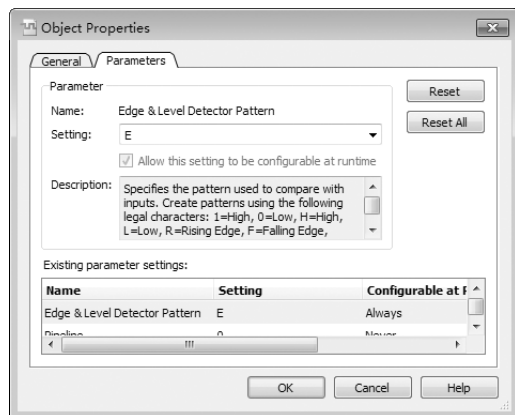 Object Properties
General
Parameters
Parameter
Name: Edge & Level Detector Pattern
Setting: E
Allow this setting to be configurable at runtime
Description: Specifies the pattern used to compare with
inputs. Create patterns using the following
legal characters: 1=High, 0=Low, H=High,
L=Low, R=Rising Edge, F=Falling Edge,
Reset
Reset All
Existing parameter settings:
Name Setting Configurable at
Edge & Level Detector Pattern E Always
OK Cancel Help